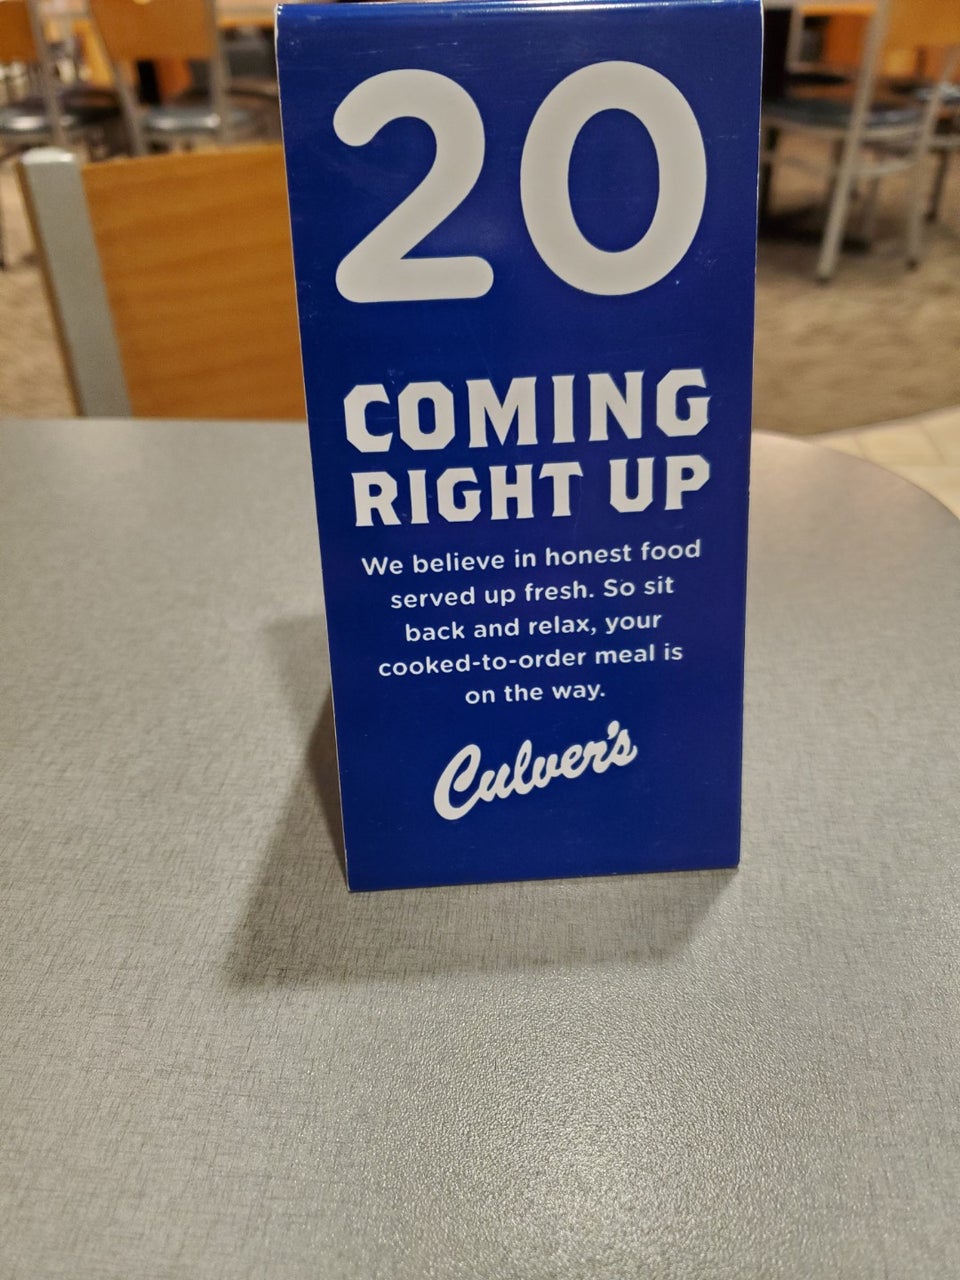 20
COMING
RIGHT UP
We believe in honest food
served up fresh. So sit
back and relax, your
cooked-to-order meal is
on the way.
Culver's